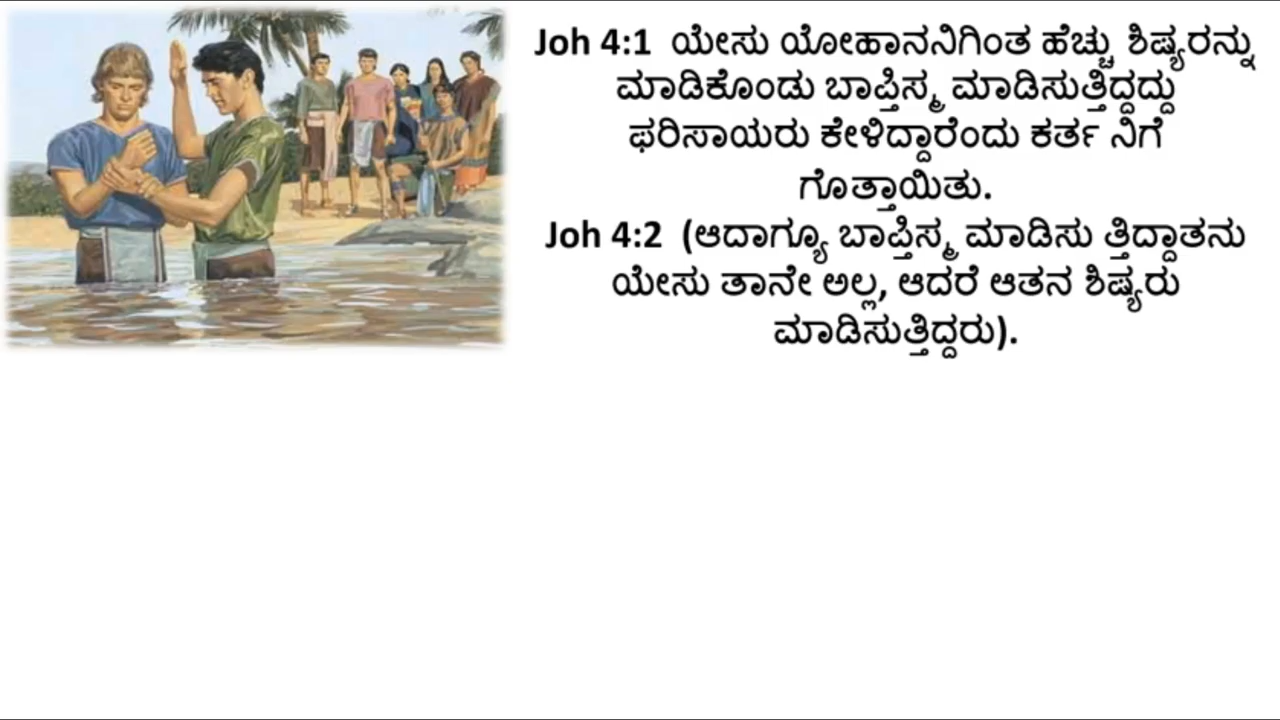 Joh 4:1 ಯೇಸು ಯೋಹಾನನಿಗಿಂತ ಹೆಚ್ಚು ಶಿಷ್ಯರನ್ನು
ಮಾಡಿಕೊಂಡು ಬಾಪ್ತಿಸ್ಮ ಮಾಡಿಸುತ್ತಿದ್ದದ್ದು
ಫರಿಸಾಯರು ಕೇಳಿದ್ದಾರೆಂದು ಕರ್ತ ನಿಗೆ
ಗೊತ್ತಾಯಿತು.
Joh 4:2 (ಆದಾಗ್ಯೂ ಬಾಪ್ತಿಸ್ಮ ಮಾಡಿಸು ತ್ತಿದ್ದಾತನು
ಯೇಸು ತಾನೇ ಅಲ್ಲ, ಆದರೆ ಆತನ ಶಿಷ್ಯರು
ಮಾಡಿಸುತ್ತಿದ್ದರು).